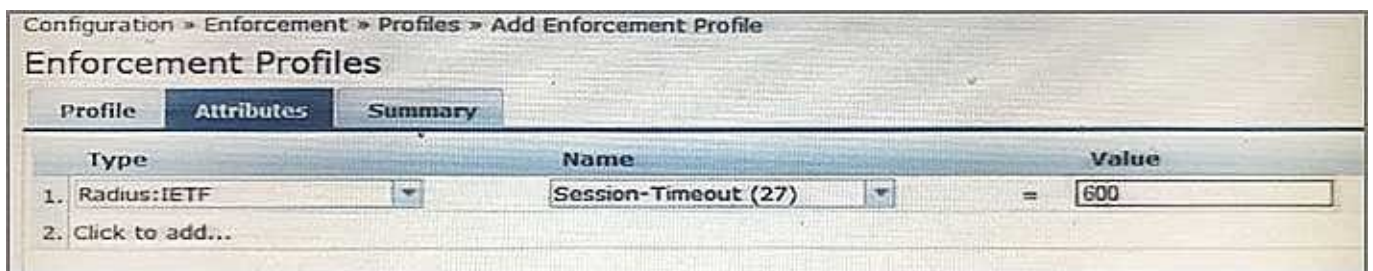 Configuration » Enforcement » Profiles » Add Enforcement Profile
Enforcement Profiles
Profile Attributes Summary
Type Name Value
1. Radius:IETF Session-Timeout (27) = 600
2. Click to add...